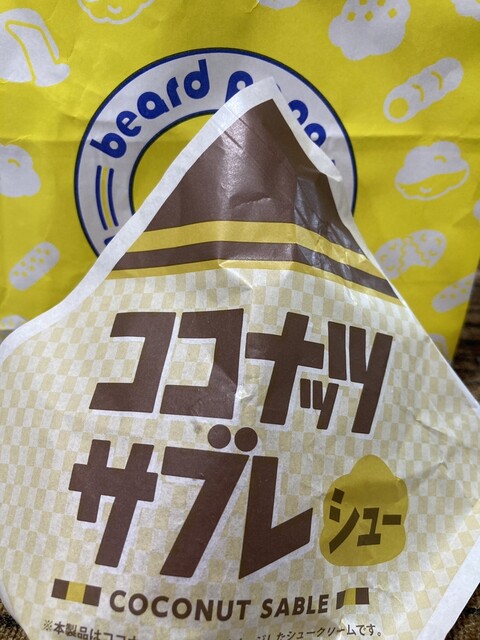 beard
ココナッツ
サブレ
シュー
COCONUT SABLE
※本製品はココナ
したシュークリームです。